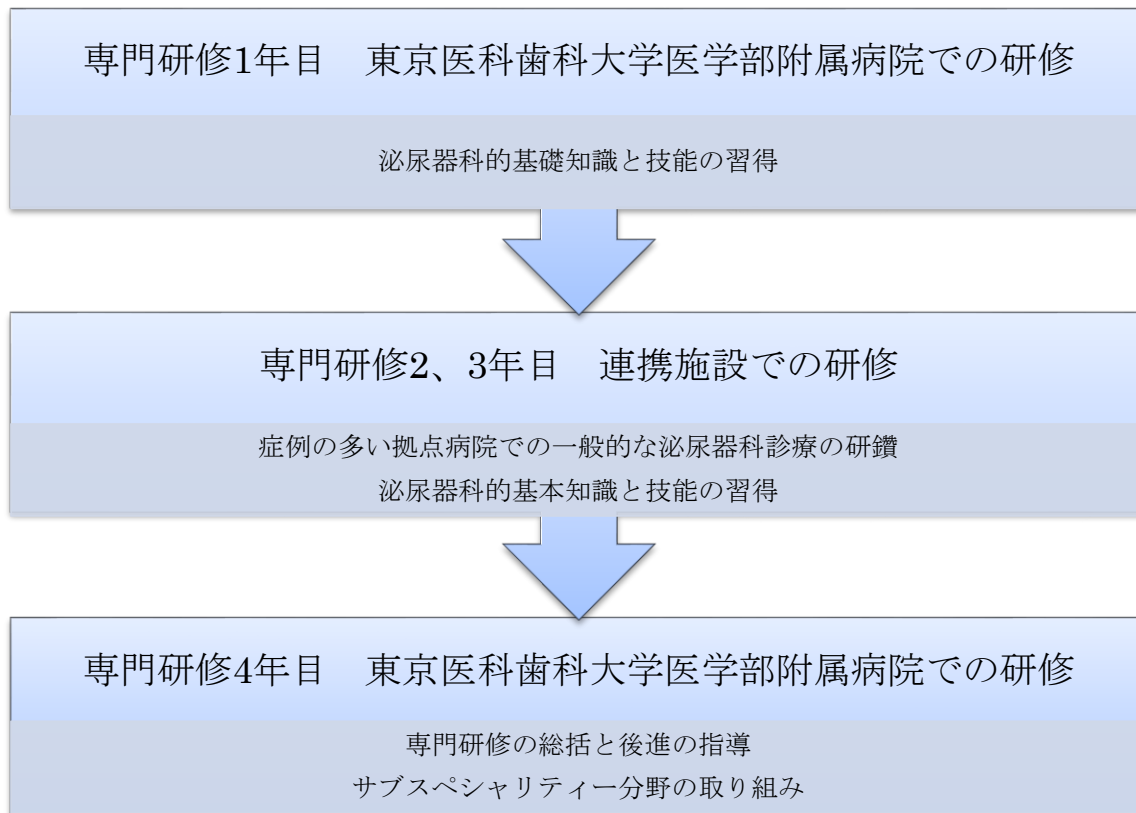 専門研修1年目　東京医科歯科大学医学部附属病院での研修
泌尿器科的基礎知識と技能の習得
専門研修2、3年目　連携施設での研修
症例の多い拠点病院での一般的な泌尿器科診療の研鑽
泌尿器科的基本知識と技能の習得
専門研修4年目　東京医科歯科大学医学部附属病院での研修
専門研修の総括と後進の指導
サブスペシャリティー分野の取り組み